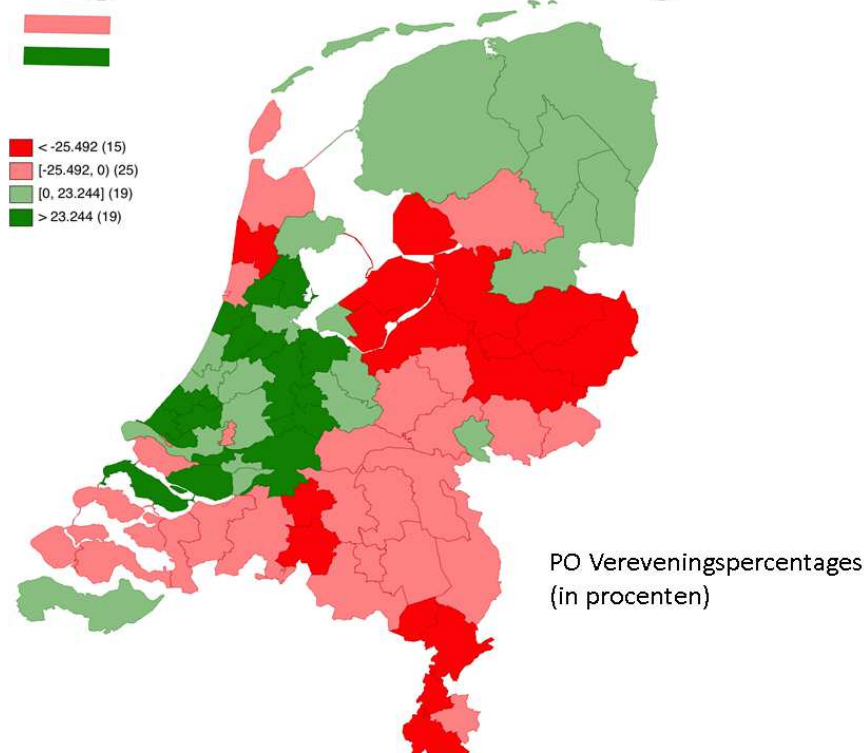 < -25.492 (15)
[-25.492, 0) (25)
[0, 23.244] (19)
> 23.244 (19)
PO Vereveningspercentages
(in procenten)